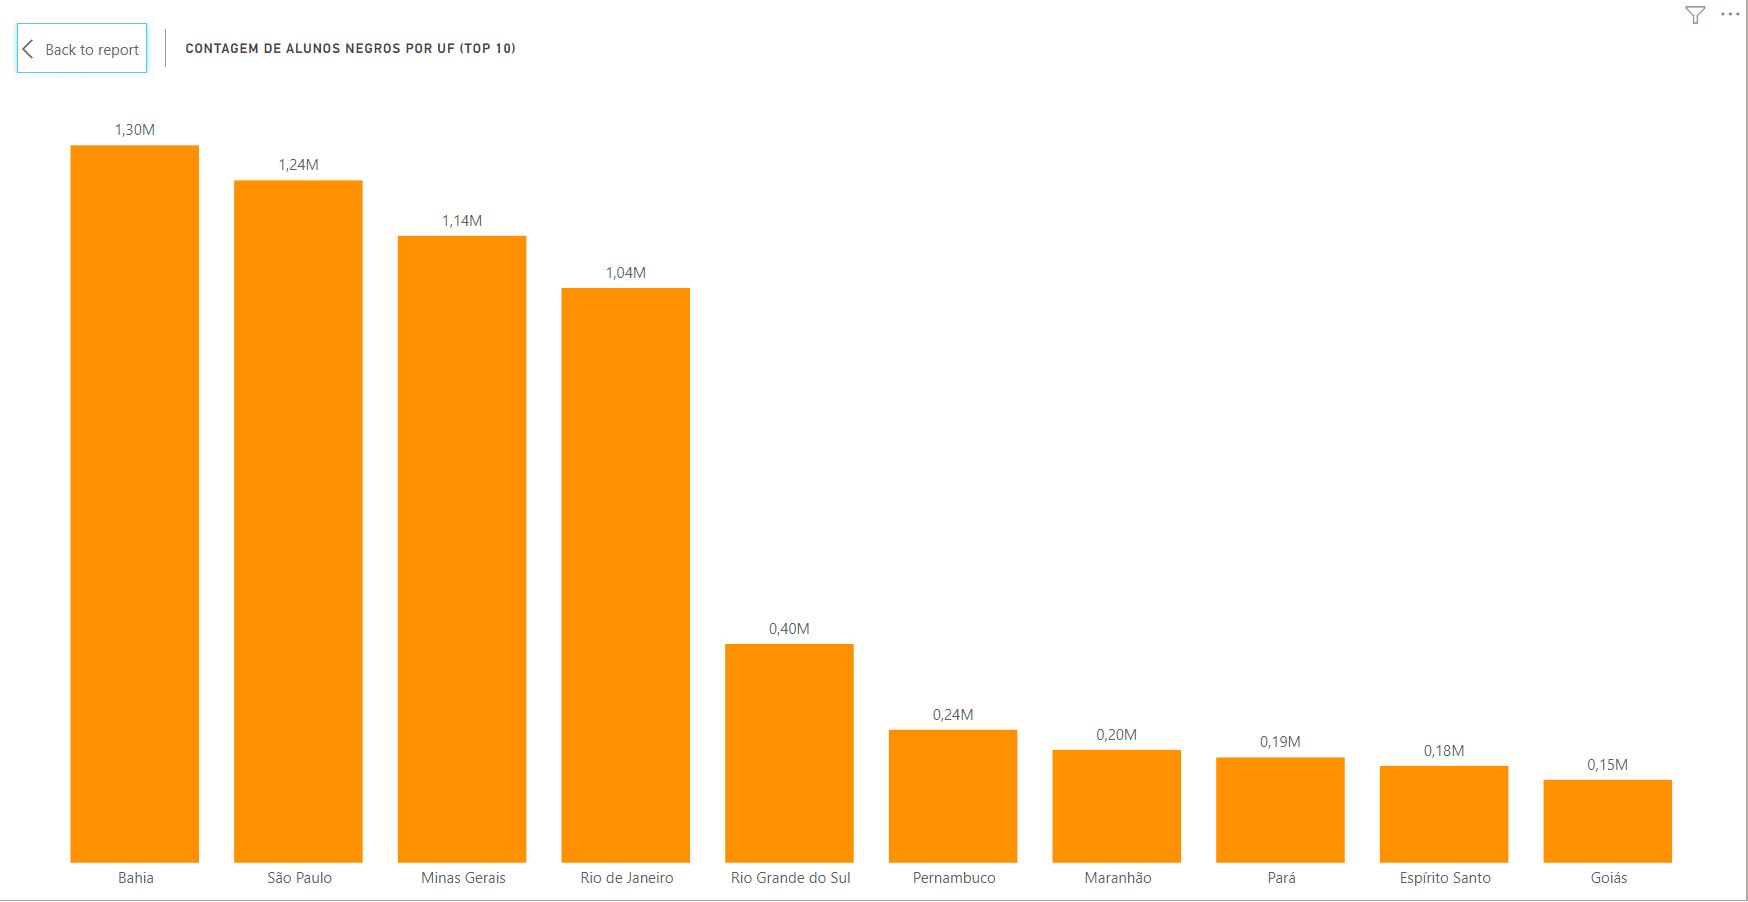 Back to report
CONTAGEM DE ALUNOS NEGROS POR UF (TOP 10)
1,30M
1,24M
1,14M
1,04M
0,40M
0,24M
0,20M
0,19M
0,18M
0,15M
Bahia
São Paulo
Minas Gerais
Rio de Janeiro
Rio Grande do Sul
Pernambuco
Maranhão
Pará
Espírito Santo
Goiás